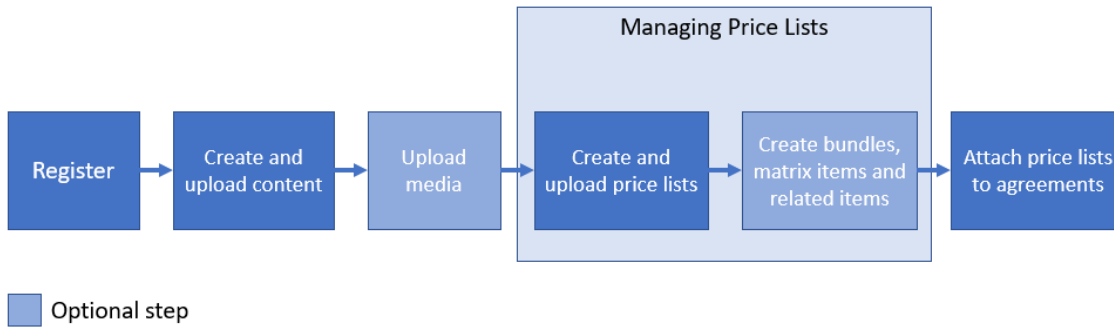 Managing Price Lists
Register
Create and
upload content
Upload
media
Create and
upload price lists
Create bundles,
matrix items and
related items
Attach price lists
to agreements
Optional step